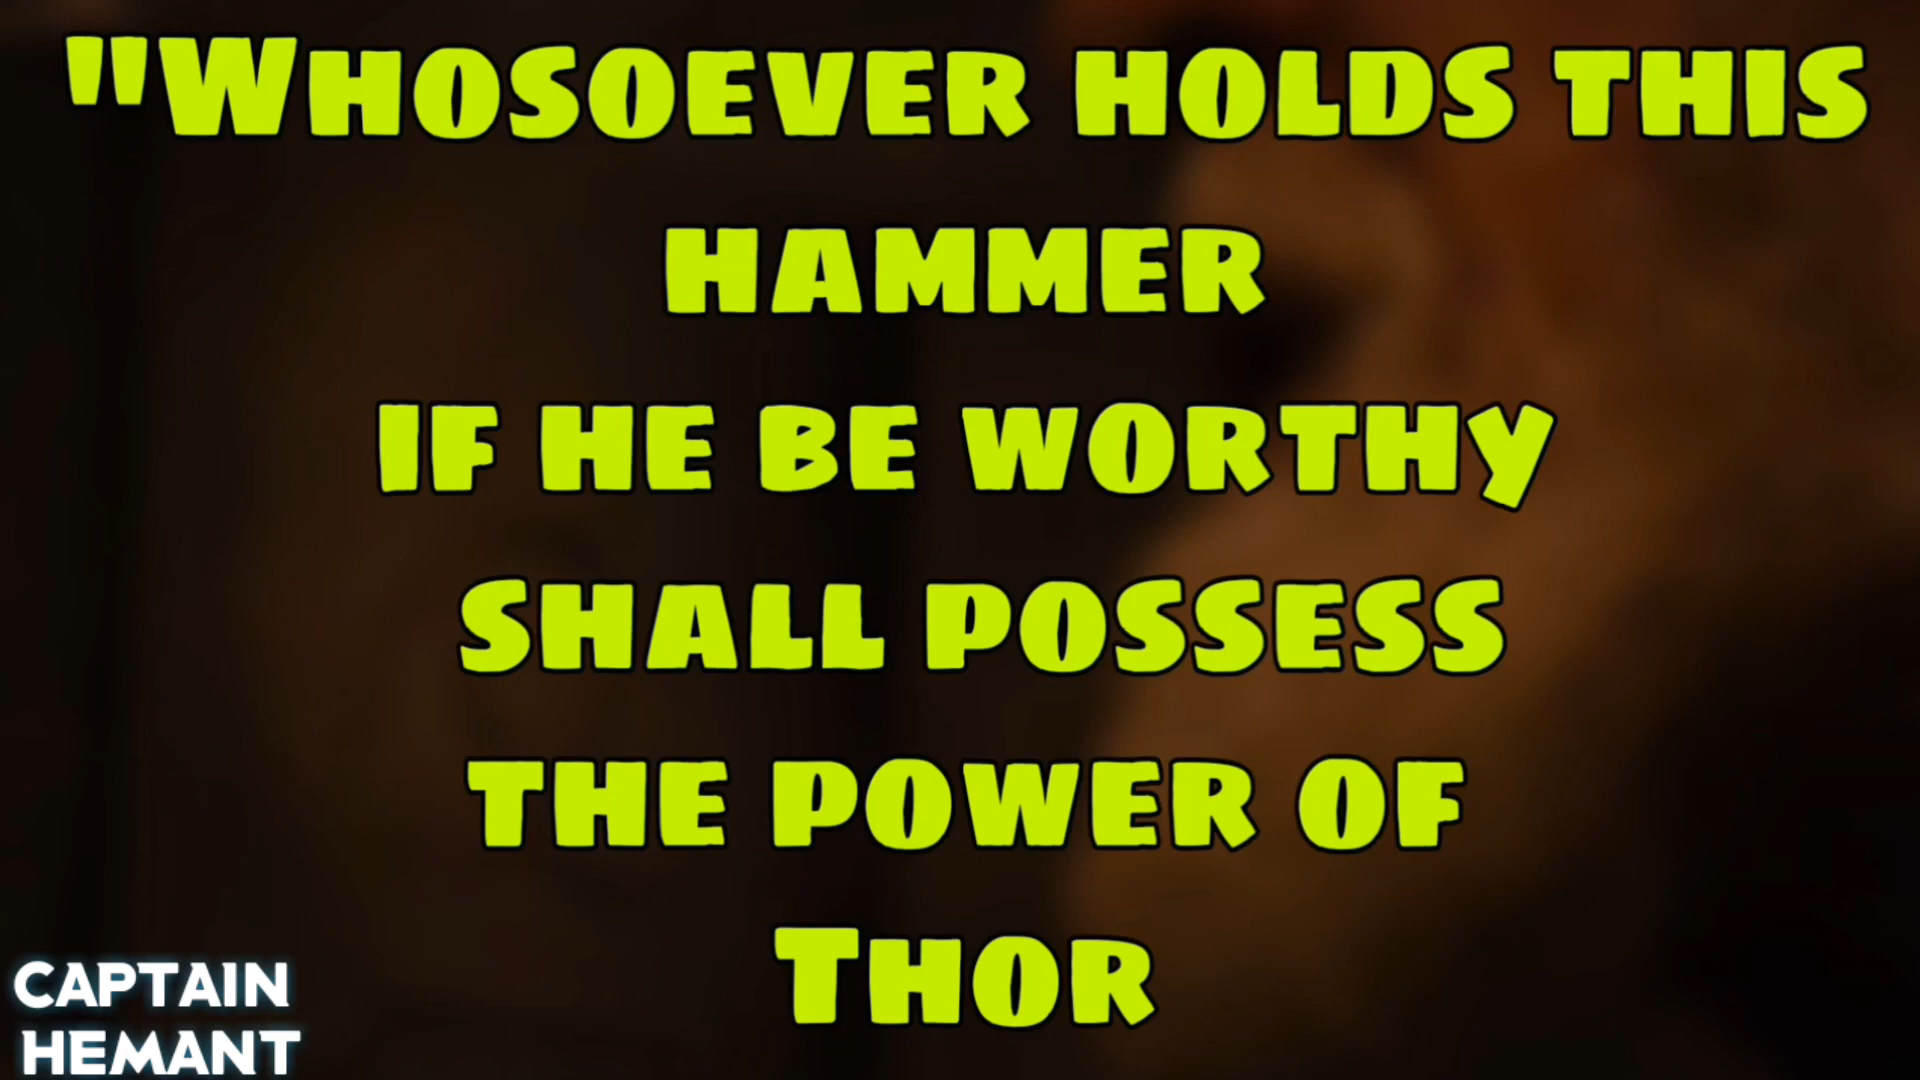 "Whosoever holds this
hammer
if he be worthy
shall possess
the power of
Thor
CAPTAIN
HEMANT